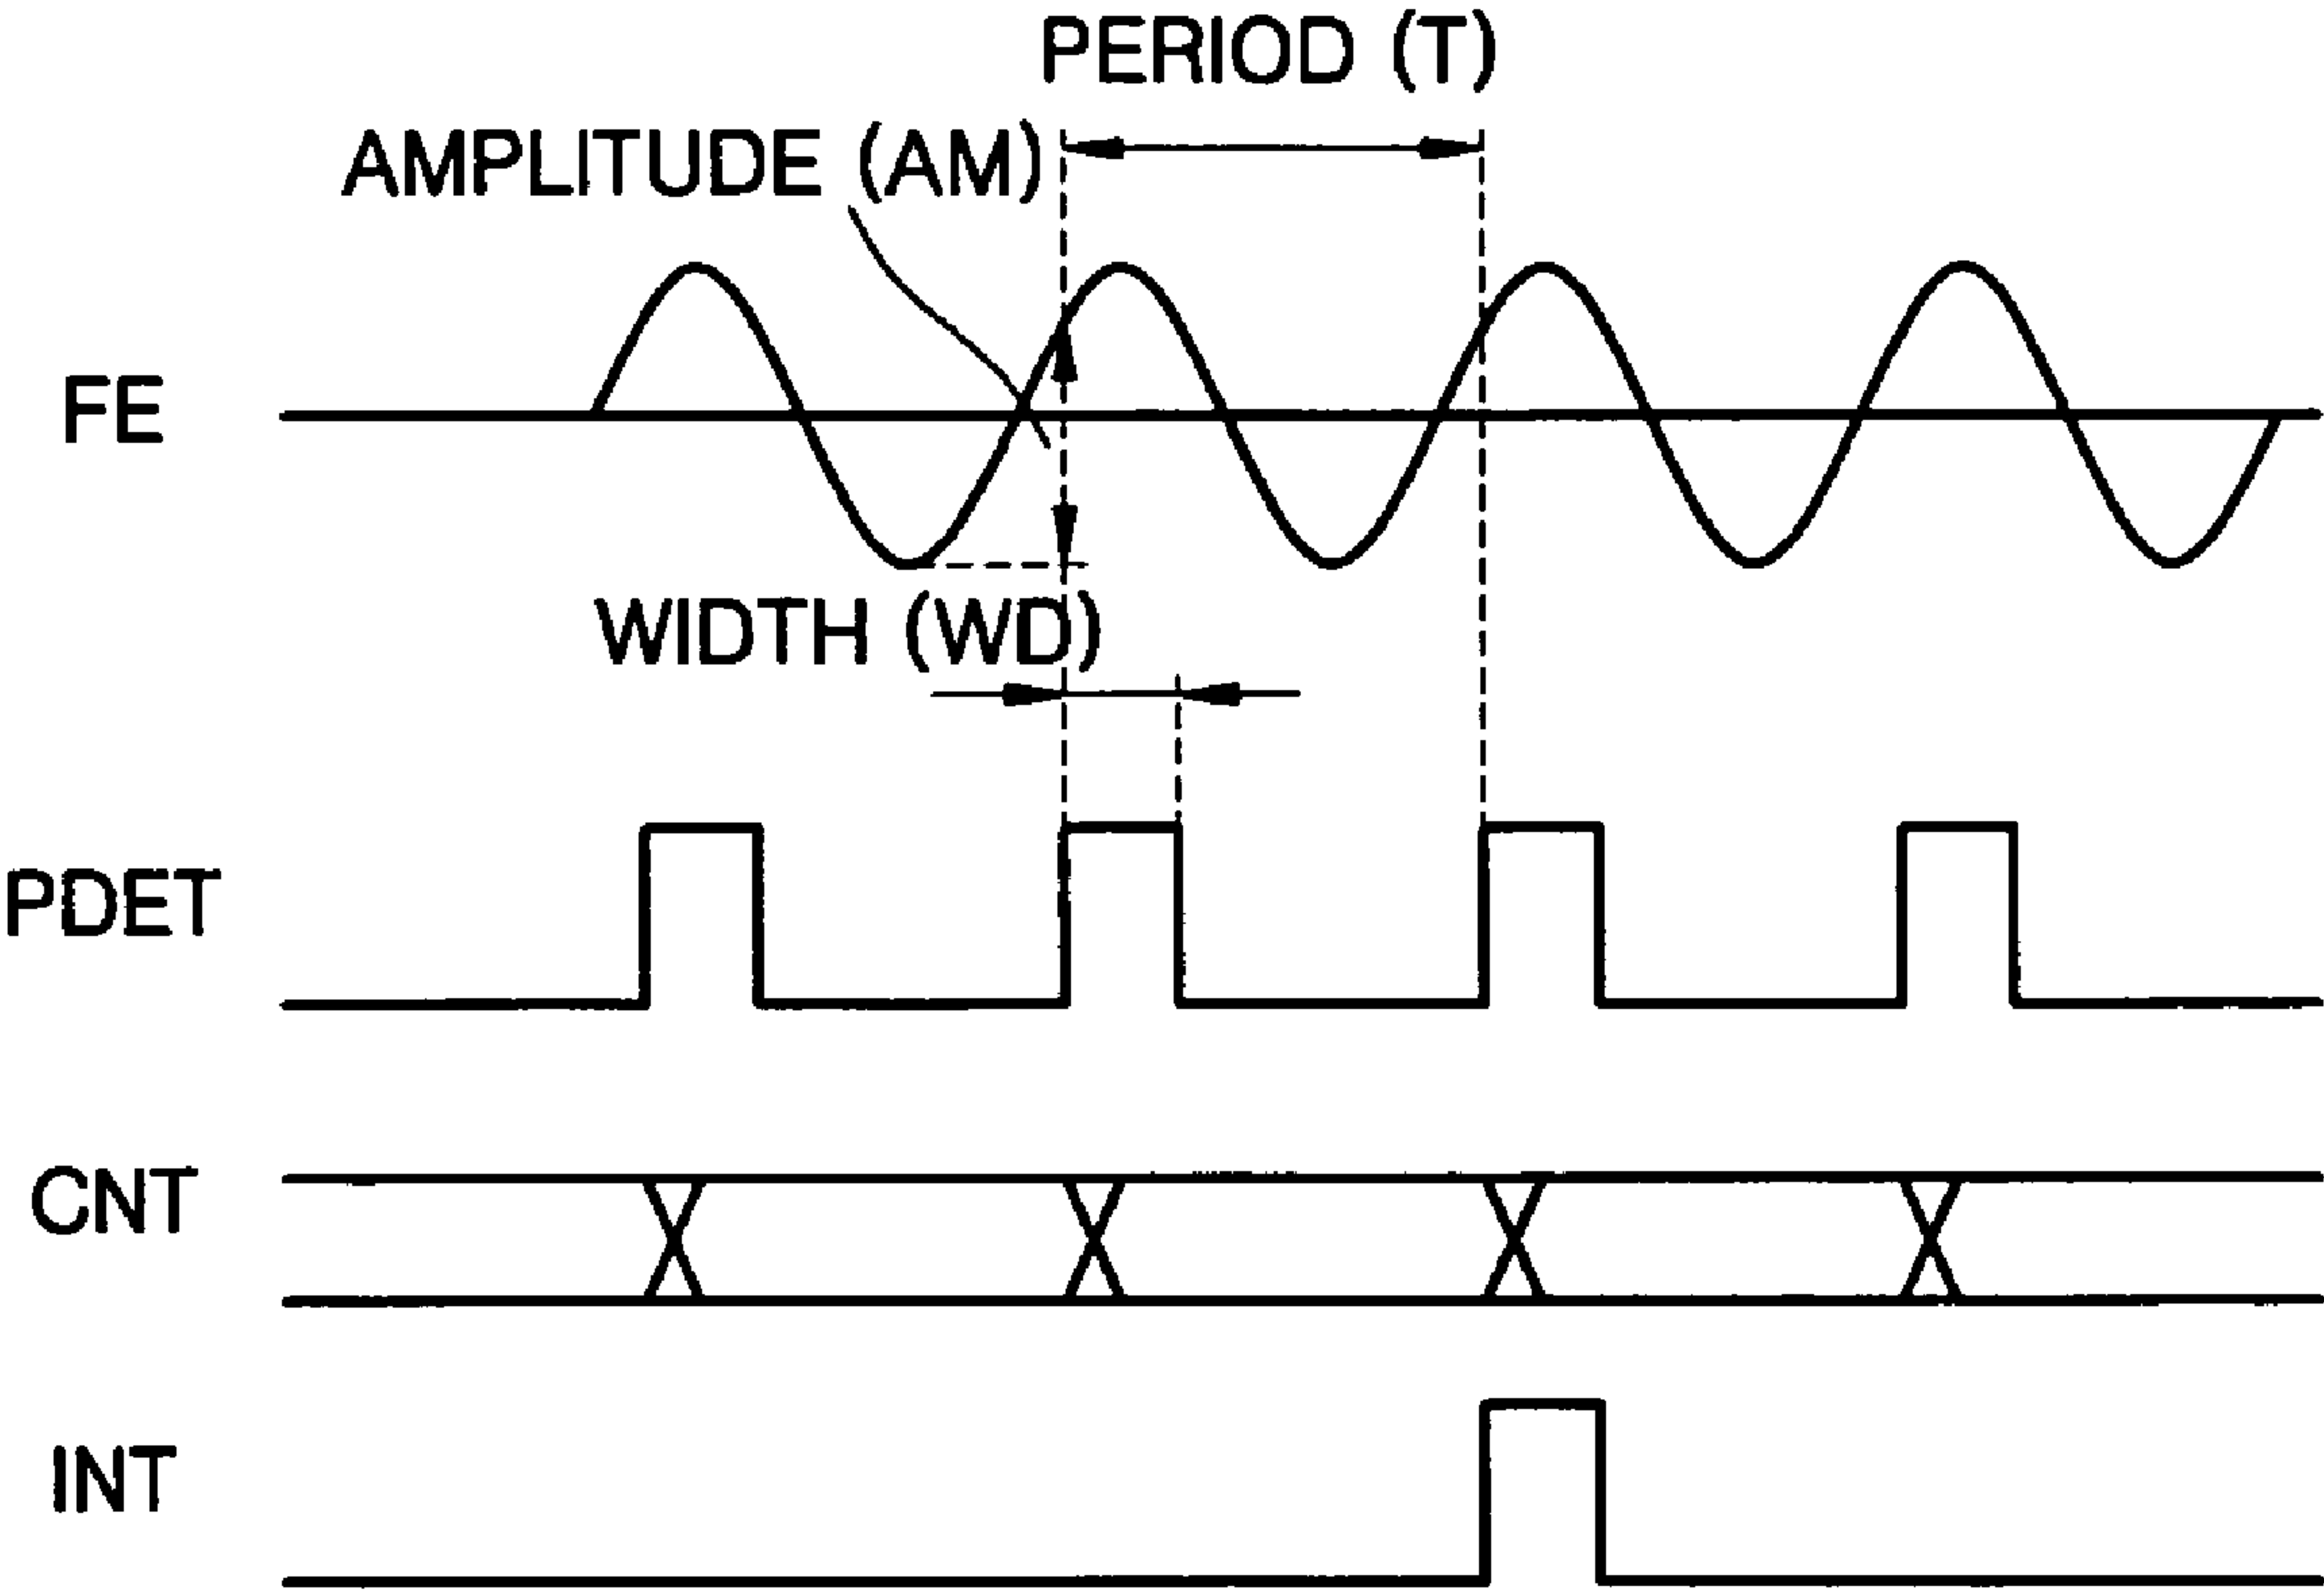 PERIOD (T)
AMPLITUDE (AM)
FE
WIDTH (WD)
PDET
CNT
INT